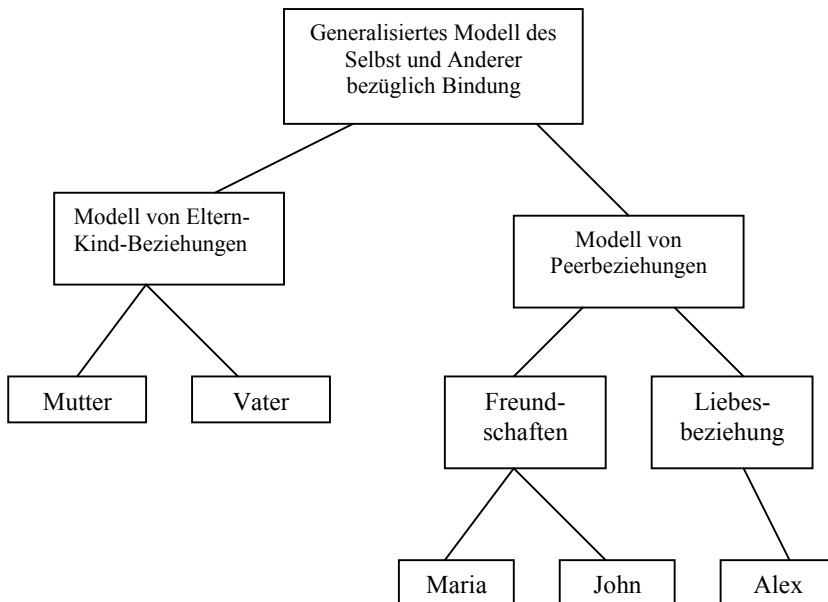 Generalisiertes Modell des
Selbst und Anderer
bezüglich Bindung
Modell von Eltern-
Kind-Beziehungen
Modell von
Peerbeziehungen
Mutter
Vater
Freund-
schaften
Liebes-
beziehung
Maria
John
Alex